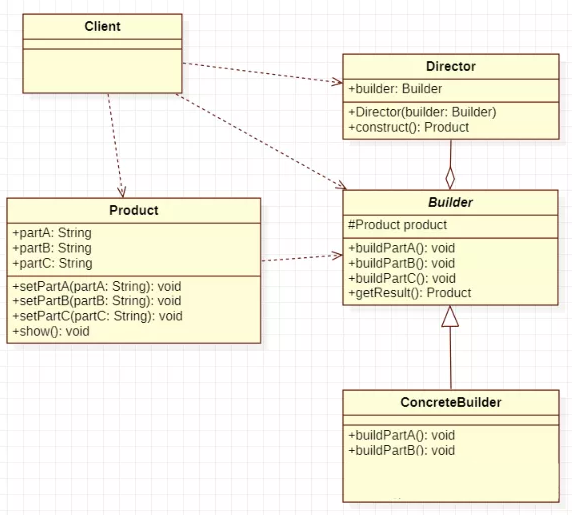 Client
Director
+builder: Builder
+Director(builder: Builder)
+construct(): Product
Product
+partA: String
+partB: String
+partC: String
+setPartA(partA: String): void
+setPartB(partB: String): void
+setPartC(partC: String): void
+show(): void
Builder
#Product product
+buildPartA(): void
+buildPartB(): void
+buildPartC(): void
+getResult(): Product
ConcreteBuilder
+buildPartA(): void
+buildPartB(): void